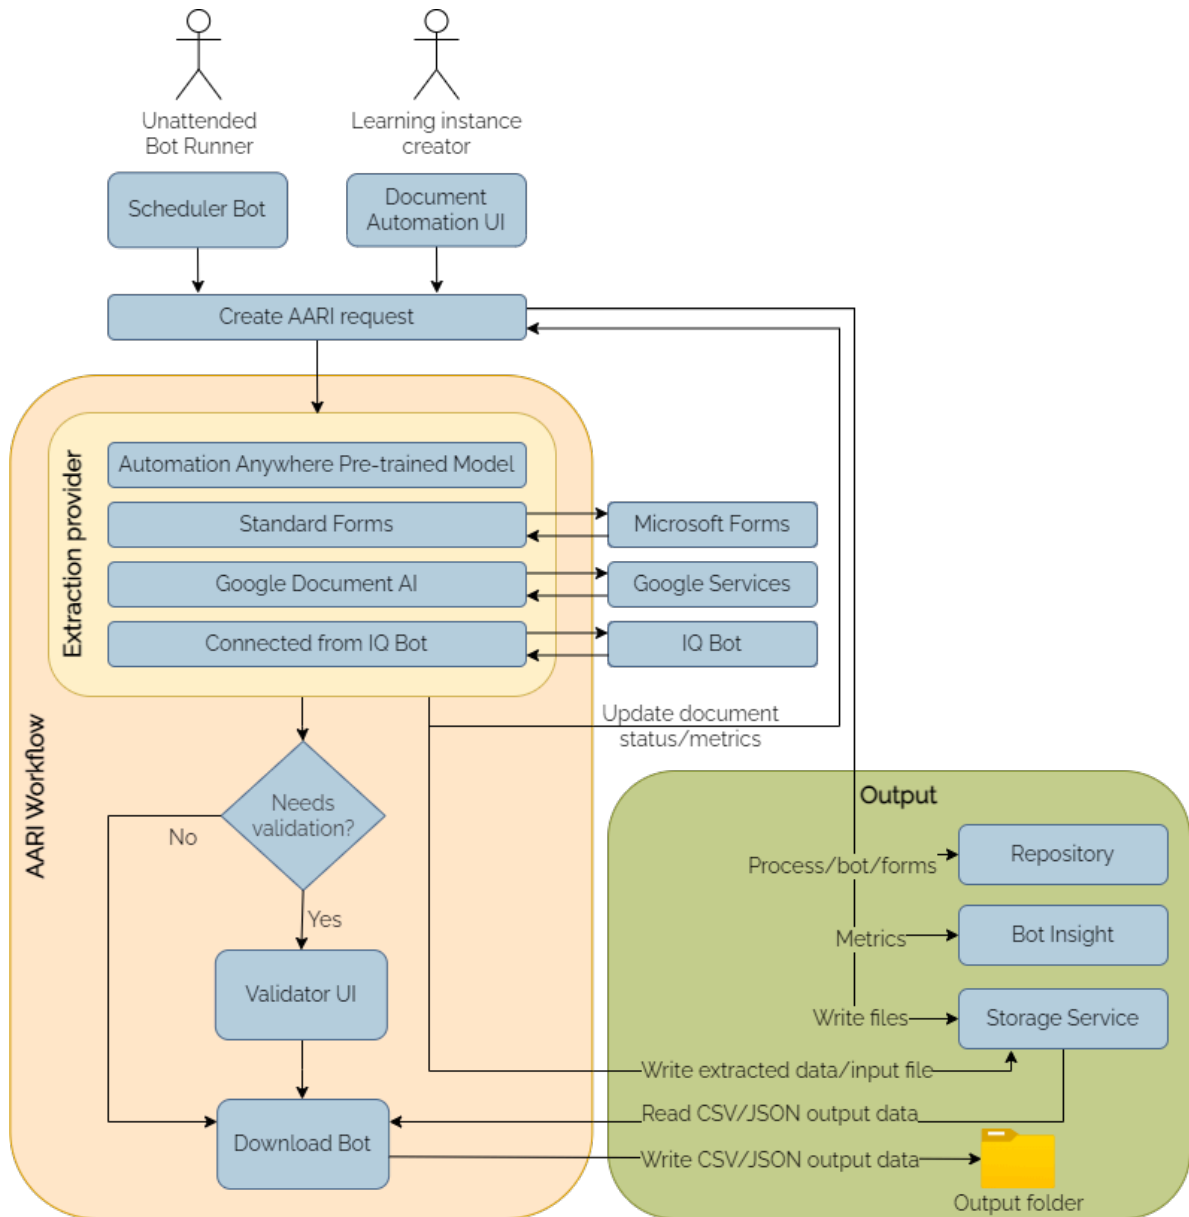 Unattended
Bot Runner
Learning instance
creator
Scheduler Bot
Document
Automation UI
Create AARI request
Extraction provider
Automation Anywhere Pre-trained Model
Standard Forms
Microsoft Forms
Google Document AI
Google Services
Connected from IQ Bot
IQ Bot
Update document
status/metrics
AARI Workflow
Needs
validation?
No
Yes
Validator UI
Download Bot
Output
Process/bot/forms
Repository
Metrics
Bot Insight
Write files
Storage Service
Write extracted data/input file
Read CSV/JSON output data
Write CSV/JSON output data
Output folder